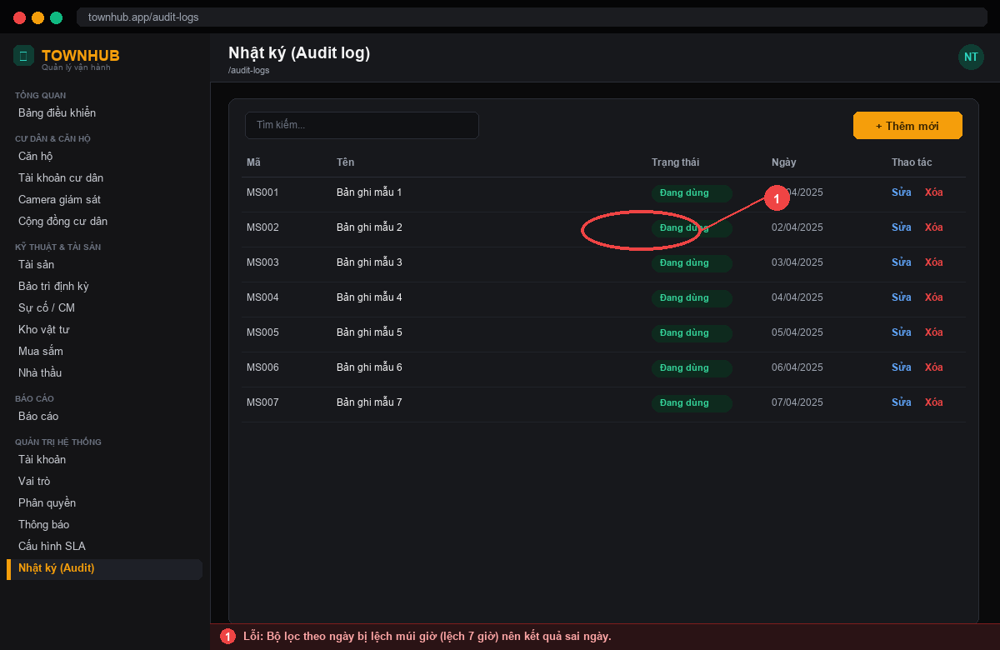 townhub.app/audit-logs
TOWNHUB
Quản lý vận hành
TỔNG QUAN
Bảng điều khiển
CƯ DÂN & CĂN HỘ
Căn hộ
Tài khoản cư dân
Camera giám sát
Cộng đồng cư dân
KỸ THUẬT & TÀI SẢN
Tài sản
Bảo trì định kỳ
Sự cố / CM
Kho vật tư
Mua sắm
Nhà thầu
BÁO CÁO
Báo cáo
QUẢN TRỊ HỆ THỐNG
Tài khoản
Vai trò
Phân quyền
Thông báo
Cấu hình SLA
Nhật ký (Audit)
Nhật ký (Audit log)
/audit-logs
NT
Tìm kiếm...
+ Thêm mới
Mã Tên Trạng thái Ngày Thao tác
MS001 Bản ghi mẫu 1 Đang dùng 04/2025 Sửa Xóa
1
MS002 Bản ghi mẫu 2 Đang dùng 02/04/2025 Sửa Xóa
MS003 Bản ghi mẫu 3 Đang dùng 03/04/2025 Sửa Xóa
MS004 Bản ghi mẫu 4 Đang dùng 04/04/2025 Sửa Xóa
MS005 Bản ghi mẫu 5 Đang dùng 05/04/2025 Sửa Xóa
MS006 Bản ghi mẫu 6 Đang dùng 06/04/2025 Sửa Xóa
MS007 Bản ghi mẫu 7 Đang dùng 07/04/2025 Sửa Xóa
1 Lỗi: Bộ lọc theo ngày bị lệch múi giờ (lệch 7 giờ) nên kết quả sai ngày.